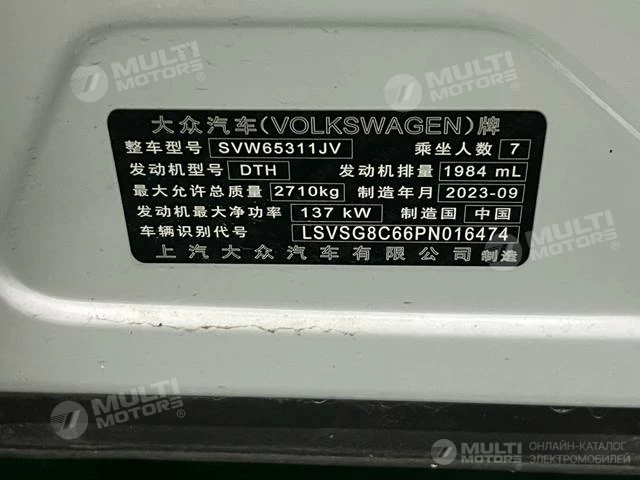 MULTI MOTORS®
MULTI MOTORS®
大众汽车(VOLKSWAGEN)牌
整车型号 SVW65311JV 乘坐人数 7
发动机型号 DTH 发动机排量 1984 mL
最大允许总质量 2710kg 制造年月 2023-09
发动机最大净功率 137 kW 制造国 中国
车辆识别代号 LSVSG8C66PN016474
上汽大众汽车有限公司 制造
MULTI MOTORS®
MULTI MOTORS®
MULTI MOTORS ОНЛАЙН-КАТАЛОГ ЭЛЕКТРОМОБИЛЕЙ